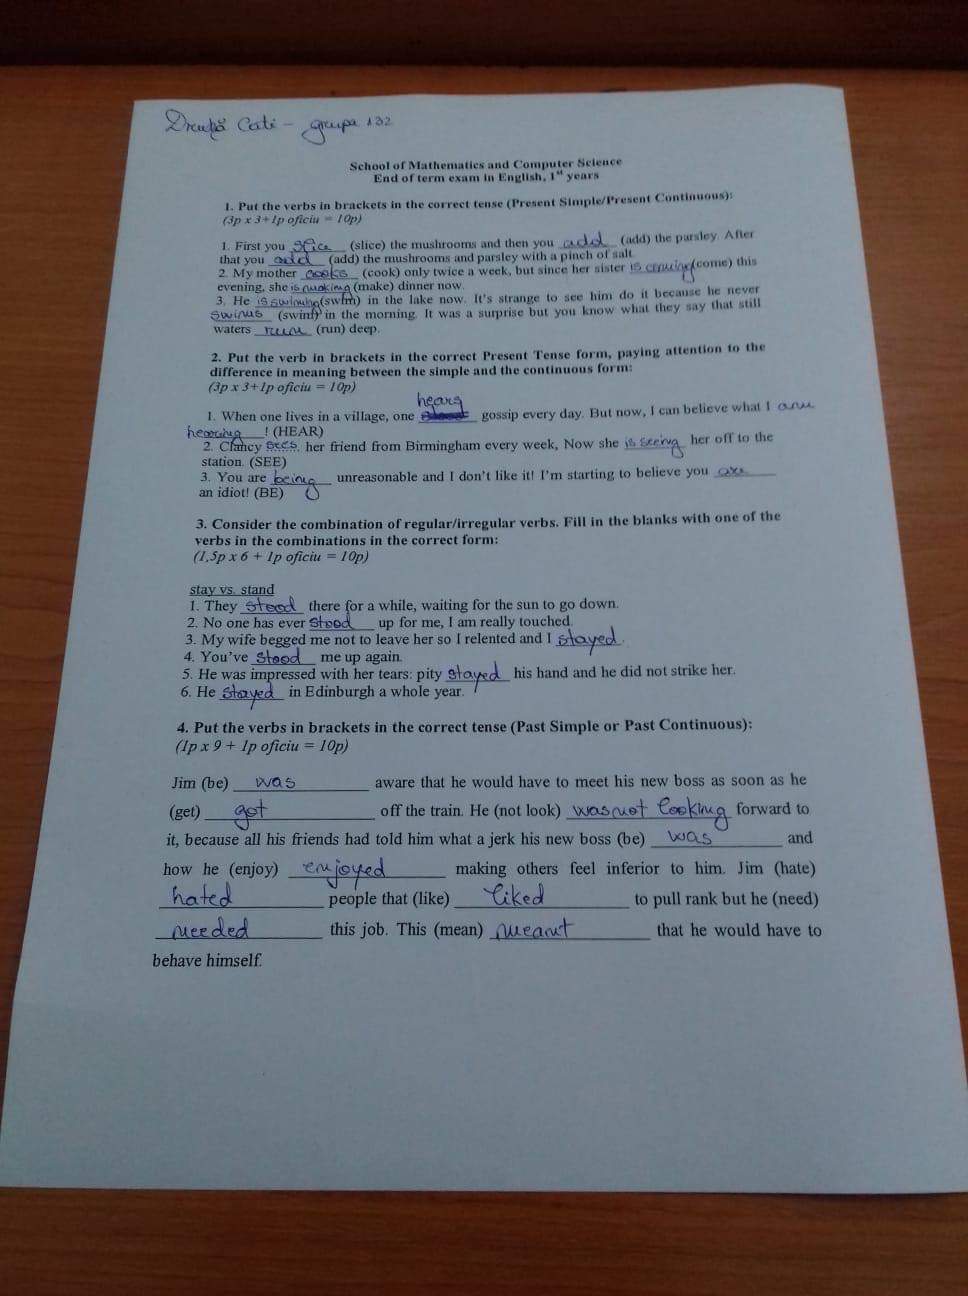 Cati - grupa 132
School of Mathematics and Computer Science
End of term exam in English, 1st years
1. Put the verbs in brackets in the correct tense (Present Simple/Present Continuous):
(3p x 3+1p oficiu = 10p)
1. First you slice (slice) the mushrooms and then you add (add) the parsley. After
that you add (add) the mushrooms and parsley with a pinch of salt.
2. My mother cooks (cook) only twice a week, but since her sister is coming (come) this
evening, she is making (make) dinner now.
3. He is swiming (swim) in the lake now. It's strange to see him do it because he never
swims (swim) in the morning. It was a surprise but you know what they say that still
waters run (run) deep.
2. Put the verb in brackets in the correct Present Tense form, paying attention to the
difference in meaning between the simple and the continuous form:
(3p x 3+1p oficiu = 10p)
hears
1. When one lives in a village, one gossip every day. But now, I can believe what I am
hearing ! (HEAR)
2. Clancy sees her friend from Birmingham every week, Now she is seeing her off to the
station. (SEE)
3. You are being unreasonable and I don't like it! I'm starting to believe you are
an idiot! (BE)
3. Consider the combination of regular/irregular verbs. Fill in the blanks with one of the
verbs in the combinations in the correct form:
(1,5p x 6 + 1p oficiu = 10p)
stay vs. stand
1. They stood there for a while, waiting for the sun to go down.
2. No one has ever stood up for me, I am really touched.
3. My wife begged me not to leave her so I relented and I stayed.
4. You've stood me up again.
5. He was impressed with her tears: pity stayed his hand and he did not strike her.
6. He stayed in Edinburgh a whole year.
4. Put the verbs in brackets in the correct tense (Past Simple or Past Continuous):
(1p x 9 + 1p oficiu = 10p)
Jim (be) was aware that he would have to meet his new boss as soon as he
(get) got off the train. He (not look) was not looking forward to
it, because all his friends had told him what a jerk his new boss (be) was and
how he (enjoy) enjoyed making others feel inferior to him. Jim (hate)
hated people that (like) liked to pull rank but he (need)
needed this job. This (mean) meant that he would have to
behave himself.